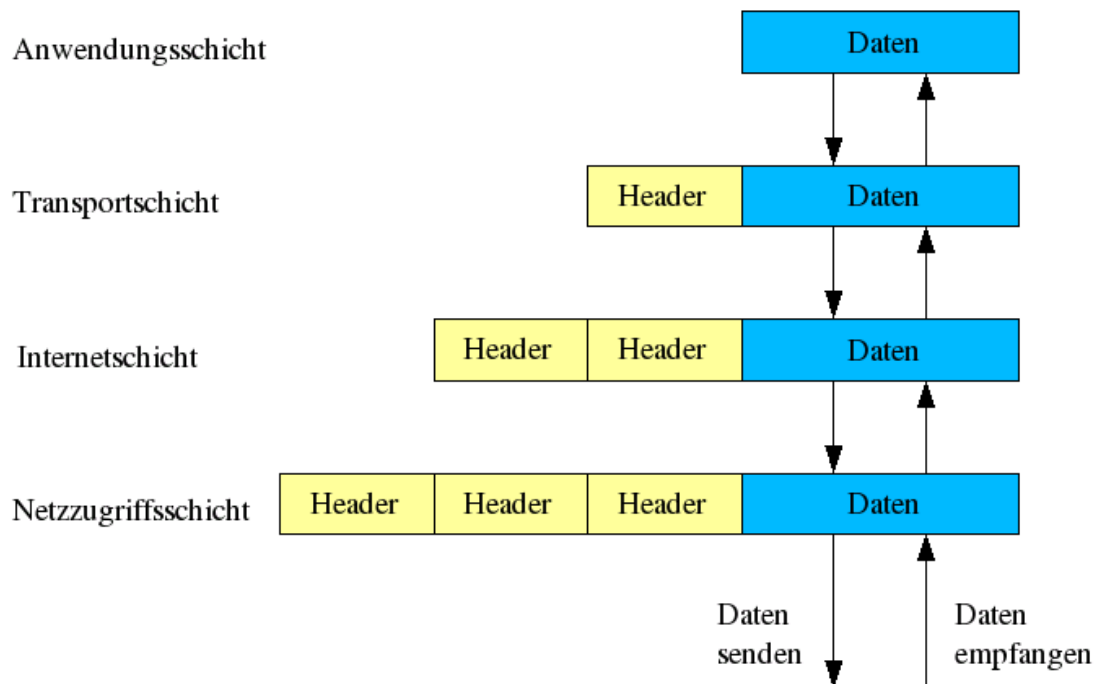 Anwendungsschicht Daten
Transportschicht Header Daten
Internetschicht Header Header Daten
Netzzugriffsschicht Header Header Header Daten
Daten
senden
Daten
empfangen